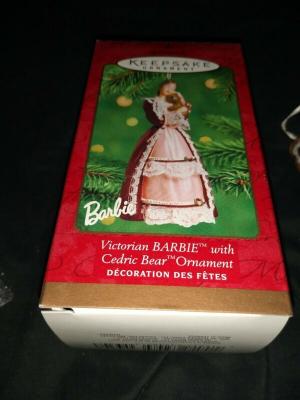 KEEPSAKE
ORNAMENT
Barbie
Victorian BARBIE™ with
Cedric Bear™ Ornament
DÉCORATION DES FÊTES